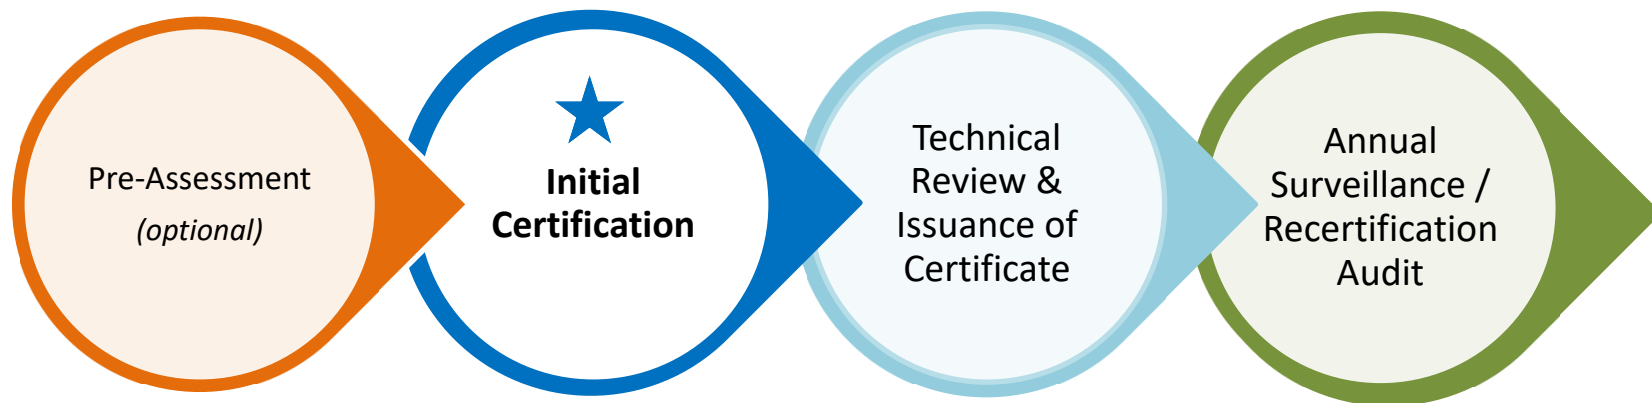 Pre-Assessment
(optional)
Initial
Certification
Technical
Review &
Issuance of
Certificate
Annual
Surveillance /
Recertification
Audit